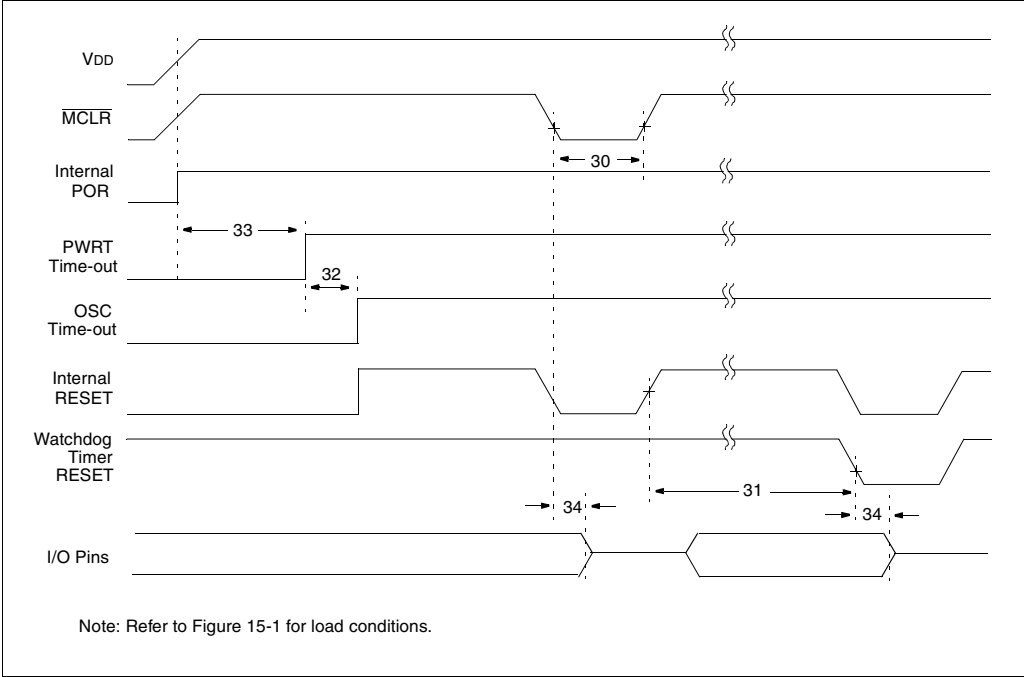 VDD
MCLR
30
Internal
POR
33
PWRT
Time-out
32
OSC
Time-out
Internal
RESET
Watchdog
Timer
RESET
31
34
34
I/O Pins
Note: Refer to Figure 15-1 for load conditions.